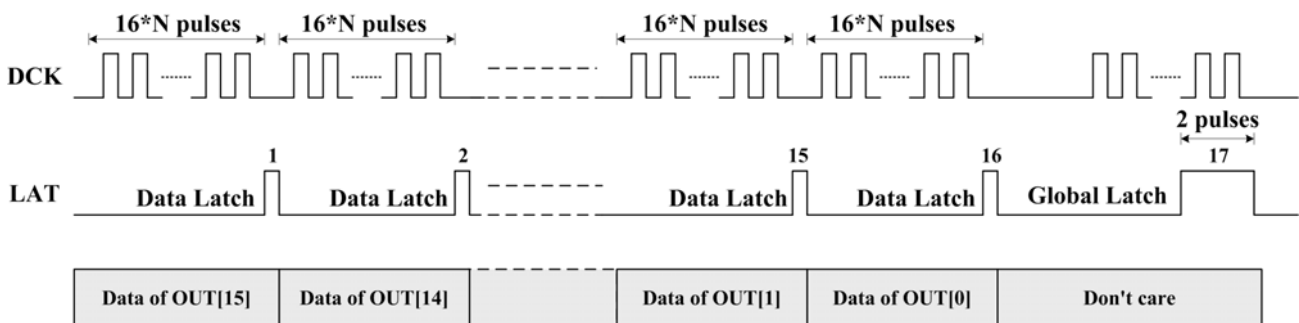 16*N pulses 16*N pulses 16*N pulses 16*N pulses
DCK
2 pulses
1 2 15 16 17
LAT Data Latch Data Latch Data Latch Data Latch Global Latch
Data of OUT[15] Data of OUT[14] Data of OUT[1] Data of OUT[0] Don't care